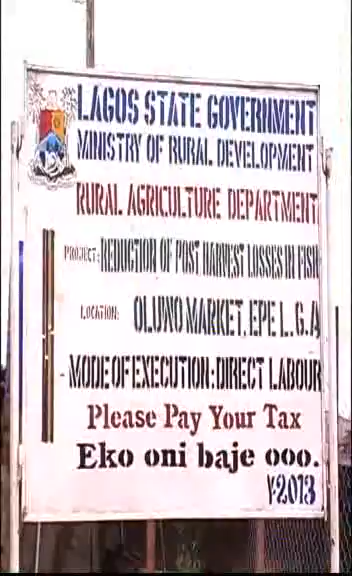 LAGOS STATE GOVERNMENT
MINISTRY OF RURAL DEVELOPMENT
RURAL AGRICULTURE DEPARTMENT
PROJECT: REDUCTION OF POST HARVEST LOSSES IN FISH
LOCATION: OLUWO MARKET, EPE L.G.A
- MODE OF EXECUTION: DIRECT LABOUR
Please Pay Your Tax
Eko oni baje ooo.
Y.2013